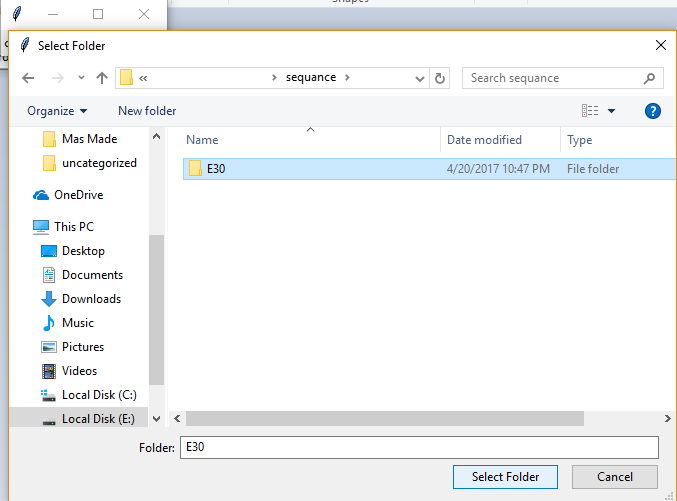 Shapes
Select Folder
«
sequance
Search sequance
Organize
New folder
?
Mas Made
uncategorized
OneDrive
This PC
Desktop
Documents
Downloads
Music
Pictures
Videos
Local Disk (C:)
Local Disk (E:)
Name
Date modified
Type
E30
4/20/2017 10:47 PM
File folder
Folder:
E30
Select Folder
Cancel